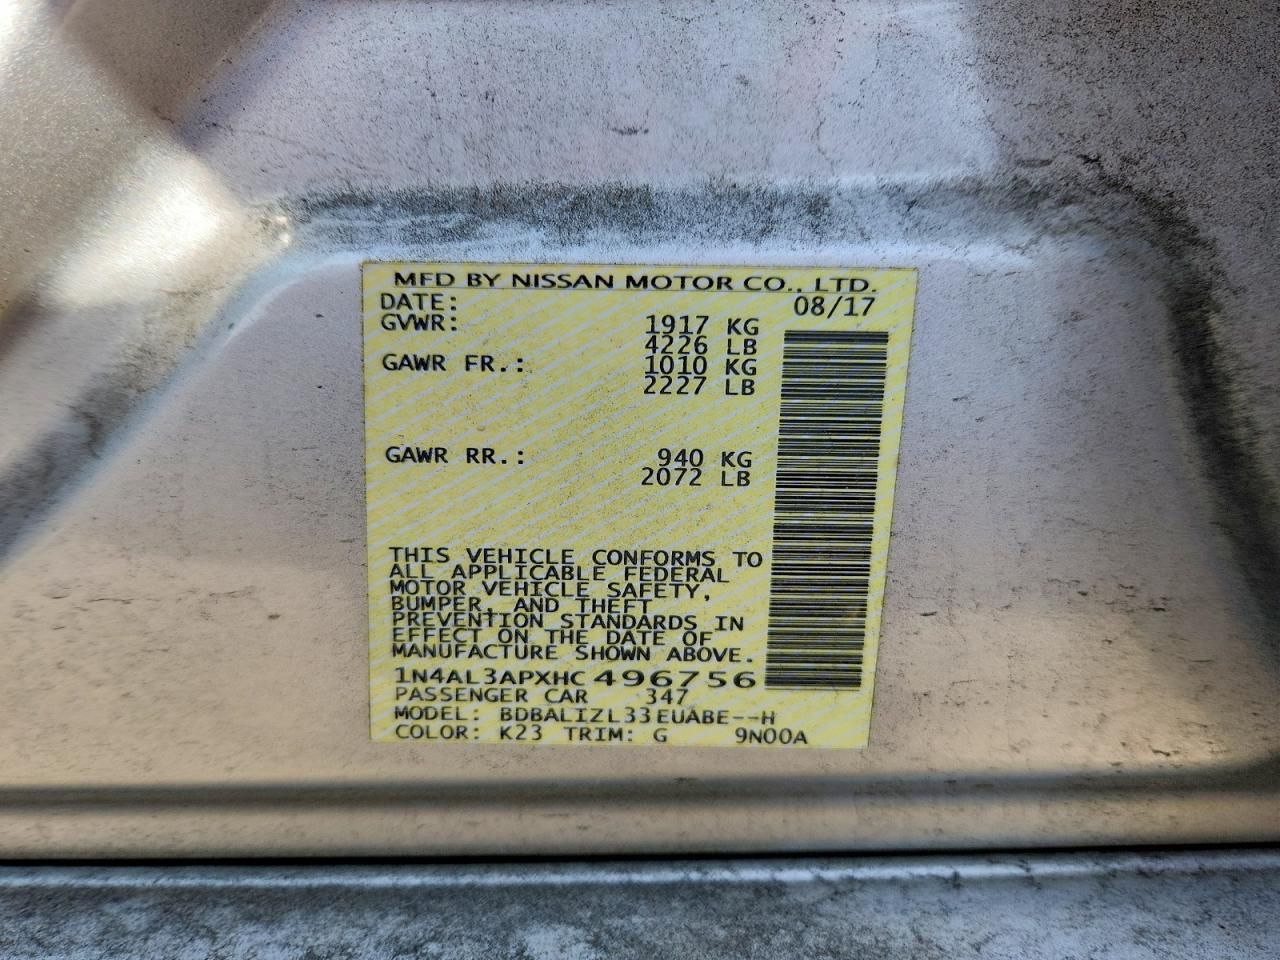 MFD BY NISSAN MOTOR CO., LTD.
DATE: 08/17
GVWR: 1917 KG
4226 LB
GAWR FR.: 1010 KG
2227 LB
GAWR RR.: 940 KG
2072 LB
THIS VEHICLE CONFORMS TO
ALL APPLICABLE FEDERAL
MOTOR VEHICLE SAFETY,
BUMPER, AND THEFT
PREVENTION STANDARDS IN
EFFECT ON THE DATE OF
MANUFACTURE SHOWN ABOVE.
1N4AL3APXHC496756
PASSENGER CAR 347
MODEL: BDBALIZL33EUABE--H
COLOR: K23 TRIM: G 9N00A